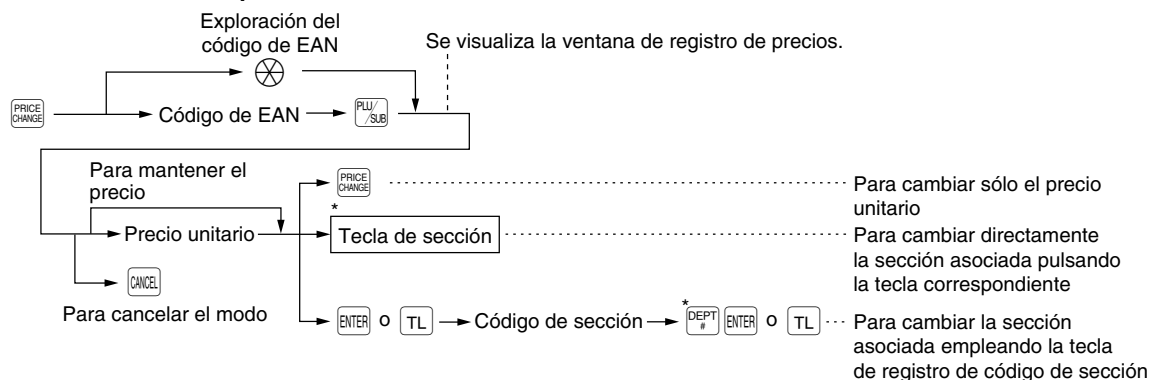 Exploración del
código de EAN
Se visualiza la ventana de registro de precios.
PRICE
CHANGE
Código de EAN
PLU/
SUB
Para mantener el
precio
PRICE
CHANGE
Para cambiar sólo el precio
unitario
*
Precio unitario
Tecla de sección
Para cambiar directamente
la sección asociada pulsando
la tecla correspondiente
CANCEL
Para cancelar el modo
ENTER o TL Código de sección * DEPT
# ENTER o TL
Para cambiar la sección
asociada empleando la tecla
de registro de código de sección